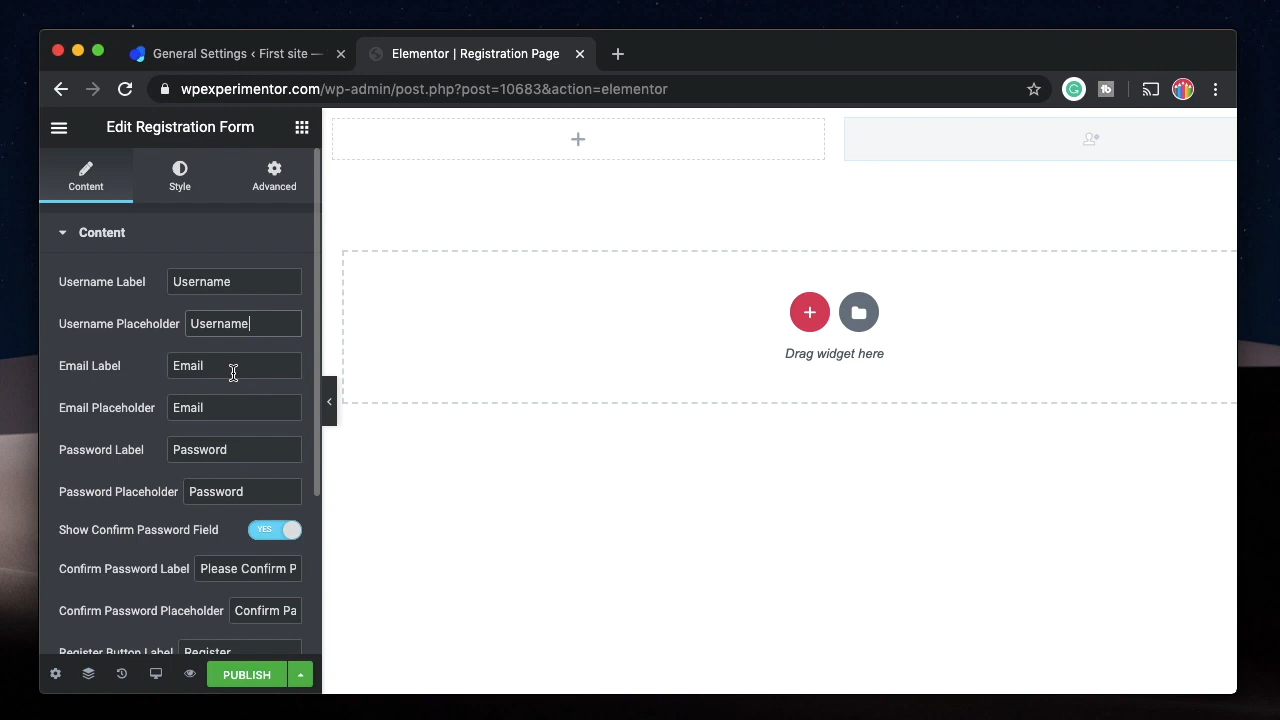 General Settings ‹ First site —
Elementor | Registration Page
wpexperimentor.com/wp-admin/post.php?post=10683&action=elementor
Edit Registration Form
Content
Style
Advanced
Content
Username Label Username
Username Placeholder Username
Email Label Email
Email Placeholder Email
Password Label Password
Password Placeholder Password
Show Confirm Password Field YES
Confirm Password Label Please Confirm P
Confirm Password Placeholder Confirm Pa
Register Button Label Register
PUBLISH
Drag widget here